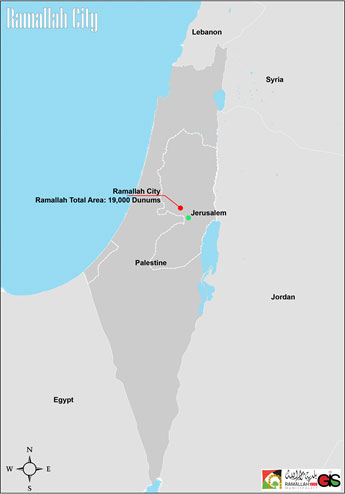 Ramallah City
Lebanon
Syria
Ramallah City
Ramallah Total Area: 19,000 Dunums
Jerusalem
Palestine
Jordan
Egypt
N
W
E
S
RAMALLAH
GIS